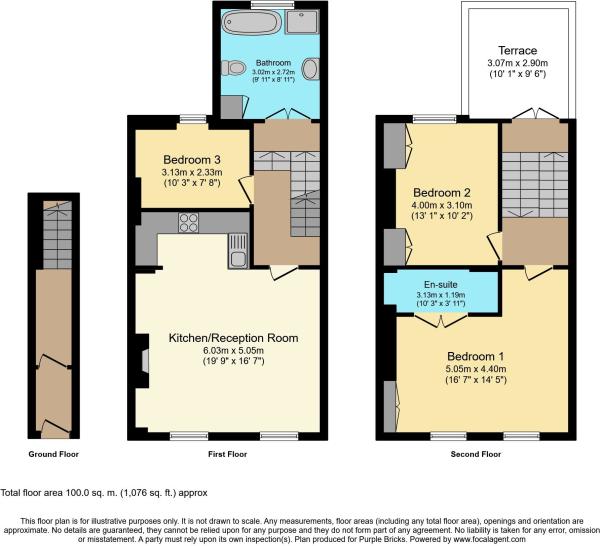 Bathroom
3.02m x 2.72m
(9' 11" x 8' 11")
Terrace
3.07m x 2.90m
(10' 1" x 9' 6")
Bedroom 3
3.13m x 2.33m
(10' 3" x 7' 8")
Bedroom 2
4.00m x 3.10m
(13' 1" x 10' 2")
En-suite
3.13m x 1.19m
(10' 3" x 3' 11")
Kitchen/Reception Room
6.03m x 5.05m
(19' 9" x 16' 7")
Bedroom 1
5.05m x 4.40m
(16' 7" x 14' 5")
Ground Floor
First Floor
Second Floor
Total floor area 100.0 sq. m. (1,076 sq. ft.) approx
This floor plan is for illustrative purposes only. It is not drawn to scale. Any measurements, floor areas (including any total floor area), openings and orientation are
approximate. No details are guaranteed, they cannot be relied upon for any purpose and they do not form part of any agreement. No liability is taken for any error, omission
or misstatement. A party must rely upon its own inspection(s). Plan produced for Purple Bricks. Powered by www.focalagent.com